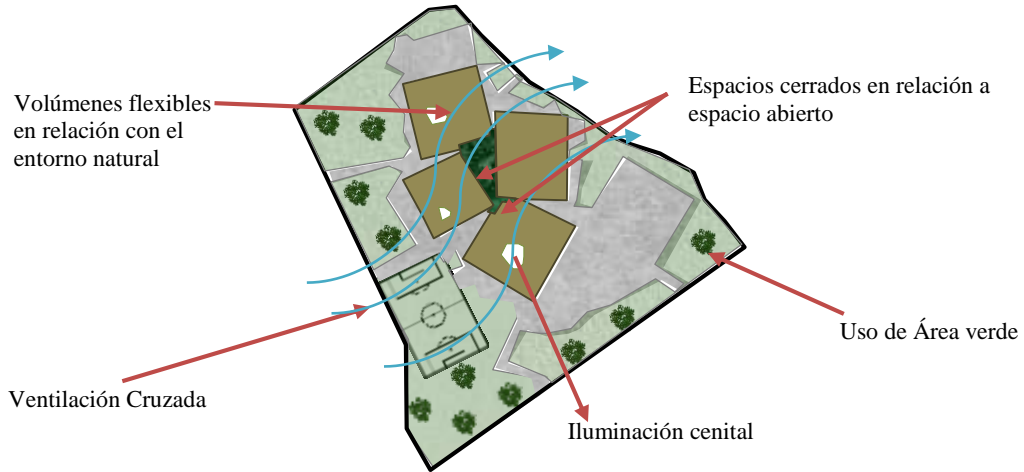 Volúmenes flexibles
en relación con el
entorno natural
Espacios cerrados en relación a
espacio abierto
Uso de Área verde
Ventilación Cruzada
Iluminación cenital